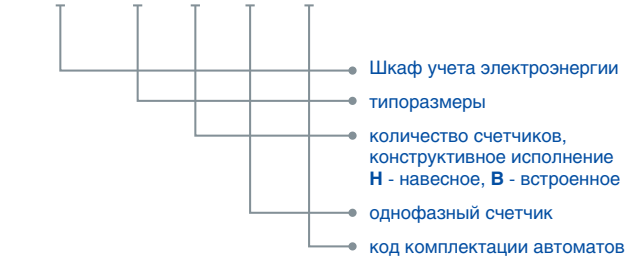 Шкаф учета электроэнергии
типоразмеры
количество счетчиков,
конструктивное исполнение
Н - навесное, В - встроенное
однофазный счетчик
код комплектации автоматов